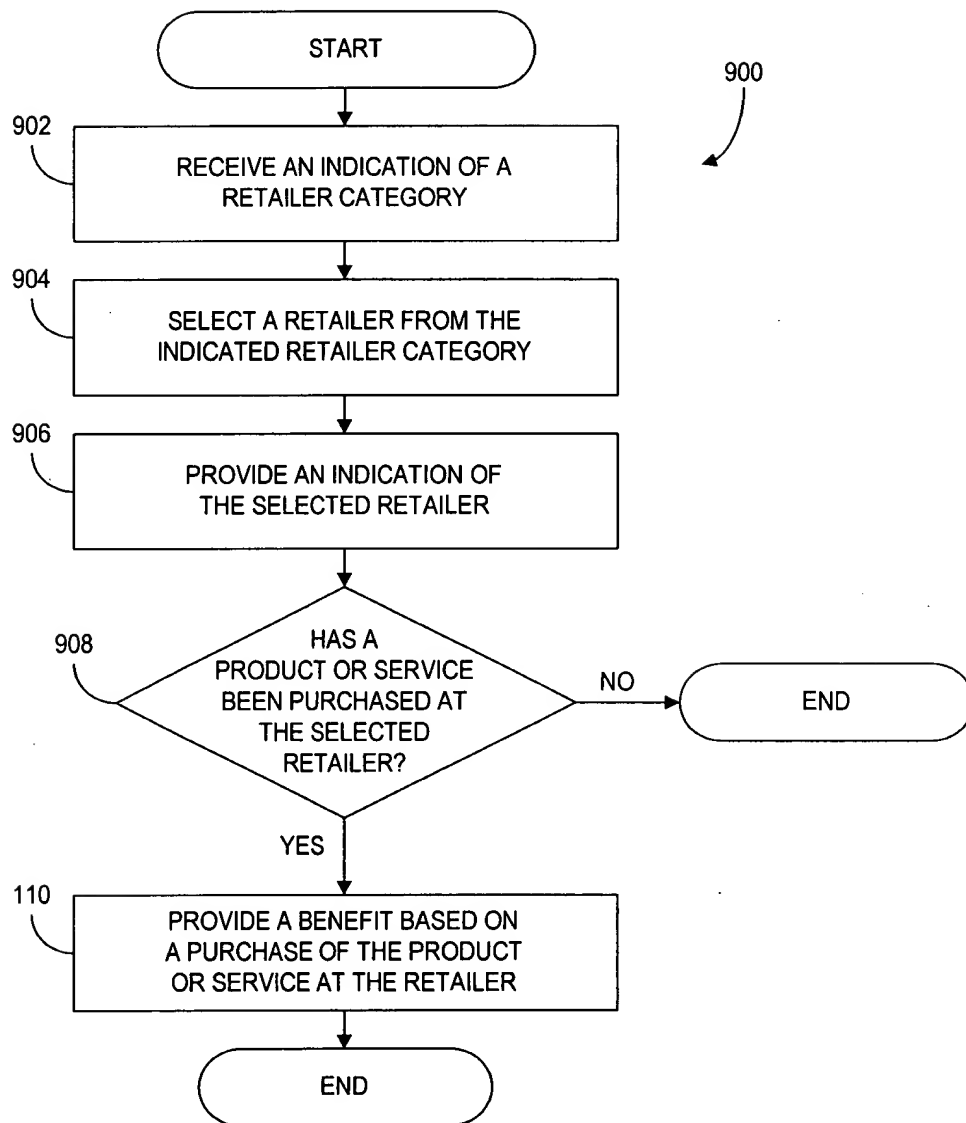 START
900
902
RECEIVE AN INDICATION OF A
RETAILER CATEGORY
904
SELECT A RETAILER FROM THE
INDICATED RETAILER CATEGORY
906
PROVIDE AN INDICATION OF
THE SELECTED RETAILER
908
HAS A
PRODUCT OR SERVICE
BEEN PURCHASED AT
THE SELECTED
RETAILER?
NO
END
YES
110
PROVIDE A BENEFIT BASED ON
A PURCHASE OF THE PRODUCT
OR SERVICE AT THE RETAILER
END